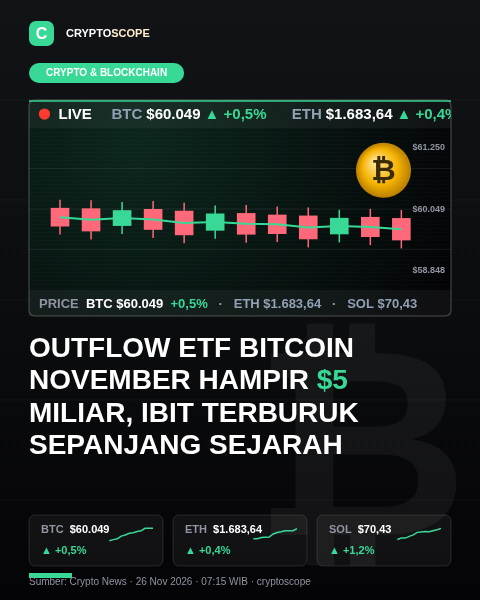 C CRYPTOSCOPE
CRYPTO & BLOCKCHAIN
LIVE BTC $60.049 ▲ +0,5% ETH $1.683,64 ▲ +0,4%
$61.250
$60.049
$58.848
PRICE BTC $60.049 +0,5% · ETH $1.683,64 · SOL $70,43
OUTFLOW ETF BITCOIN
NOVEMBER HAMPIR $5
MILIAR, IBIT TERBURUK
SEPANJANG SEJARAH
BTC $60.049 ETH $1.683,64 SOL $70,43
▲ +0,5% ▲ +0,4% ▲ +1,2%
Sumber: Crypto News · 26 Nov 2026 · 07:15 WIB · cryptoscope